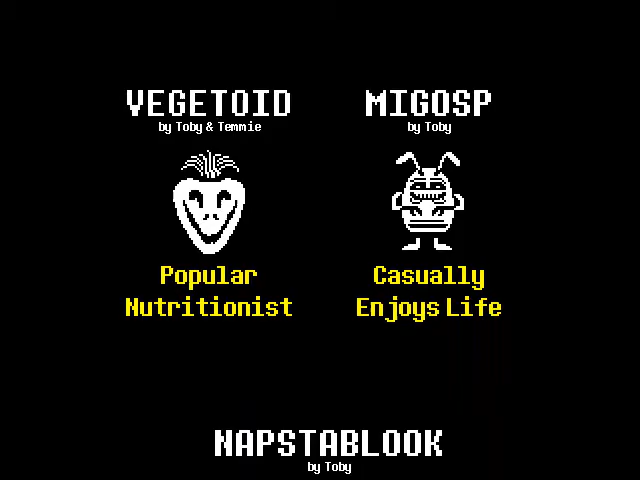 VEGETOID
by Toby & Temmie
Popular
Nutritionist
MIGOSP
by Toby
Casually
Enjoys Life
NAPSTABLOOK
by Toby